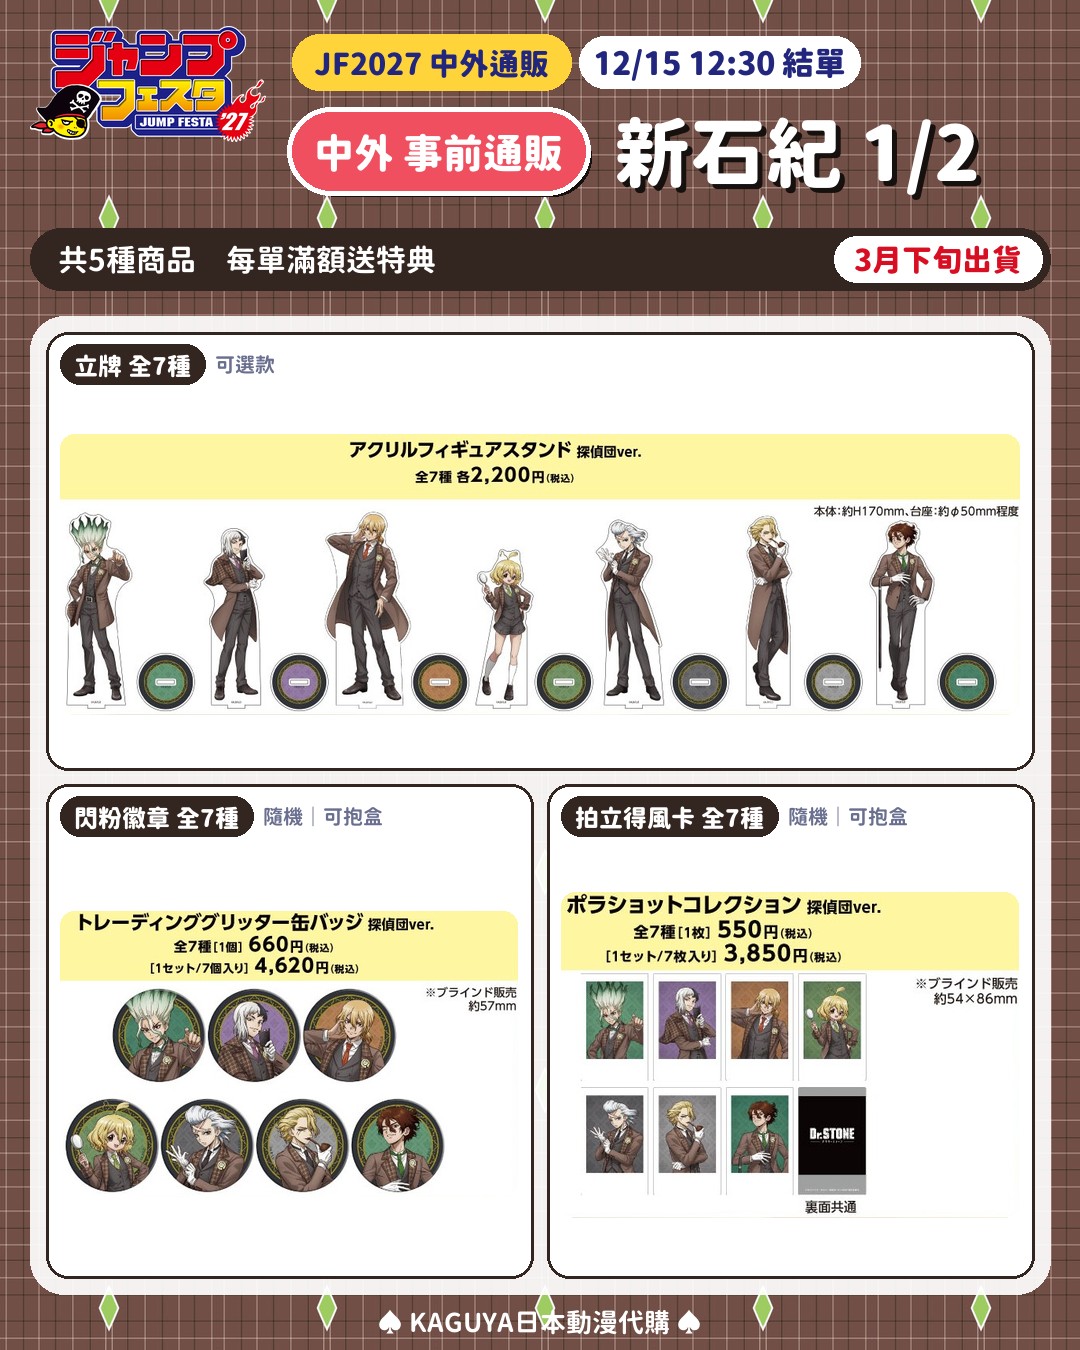 ジャンプ
フェスタ
JUMP FESTA '27
JF2027 中外通販
12/15 12:30 結單
中外 事前通販
新石紀 1/2
共5種商品 每單滿額送特典
3月下旬出貨
立牌 全7種 可選款
アクリルフィギュアスタンド 探偵団ver.
全7種 各2,200円(税込)
本体:約H170mm、台座:約φ50mm程度
閃粉徽章 全7種 隨機|可抱盒
トレーディンググリッター缶バッジ 探偵団ver.
全7種[1個] 660円(税込)
[1セット/7個入り] 4,620円(税込)
※ブラインド販売
約57mm
拍立得風卡 全7種 隨機|可抱盒
ポラショットコレクション 探偵団ver.
全7種[1枚] 550円(税込)
[1セット/7枚入り] 3,850円(税込)
※ブラインド販売
約54×86mm
Dr.STONE
裏面共通
♠ KAGUYA日本動漫代購 ♠